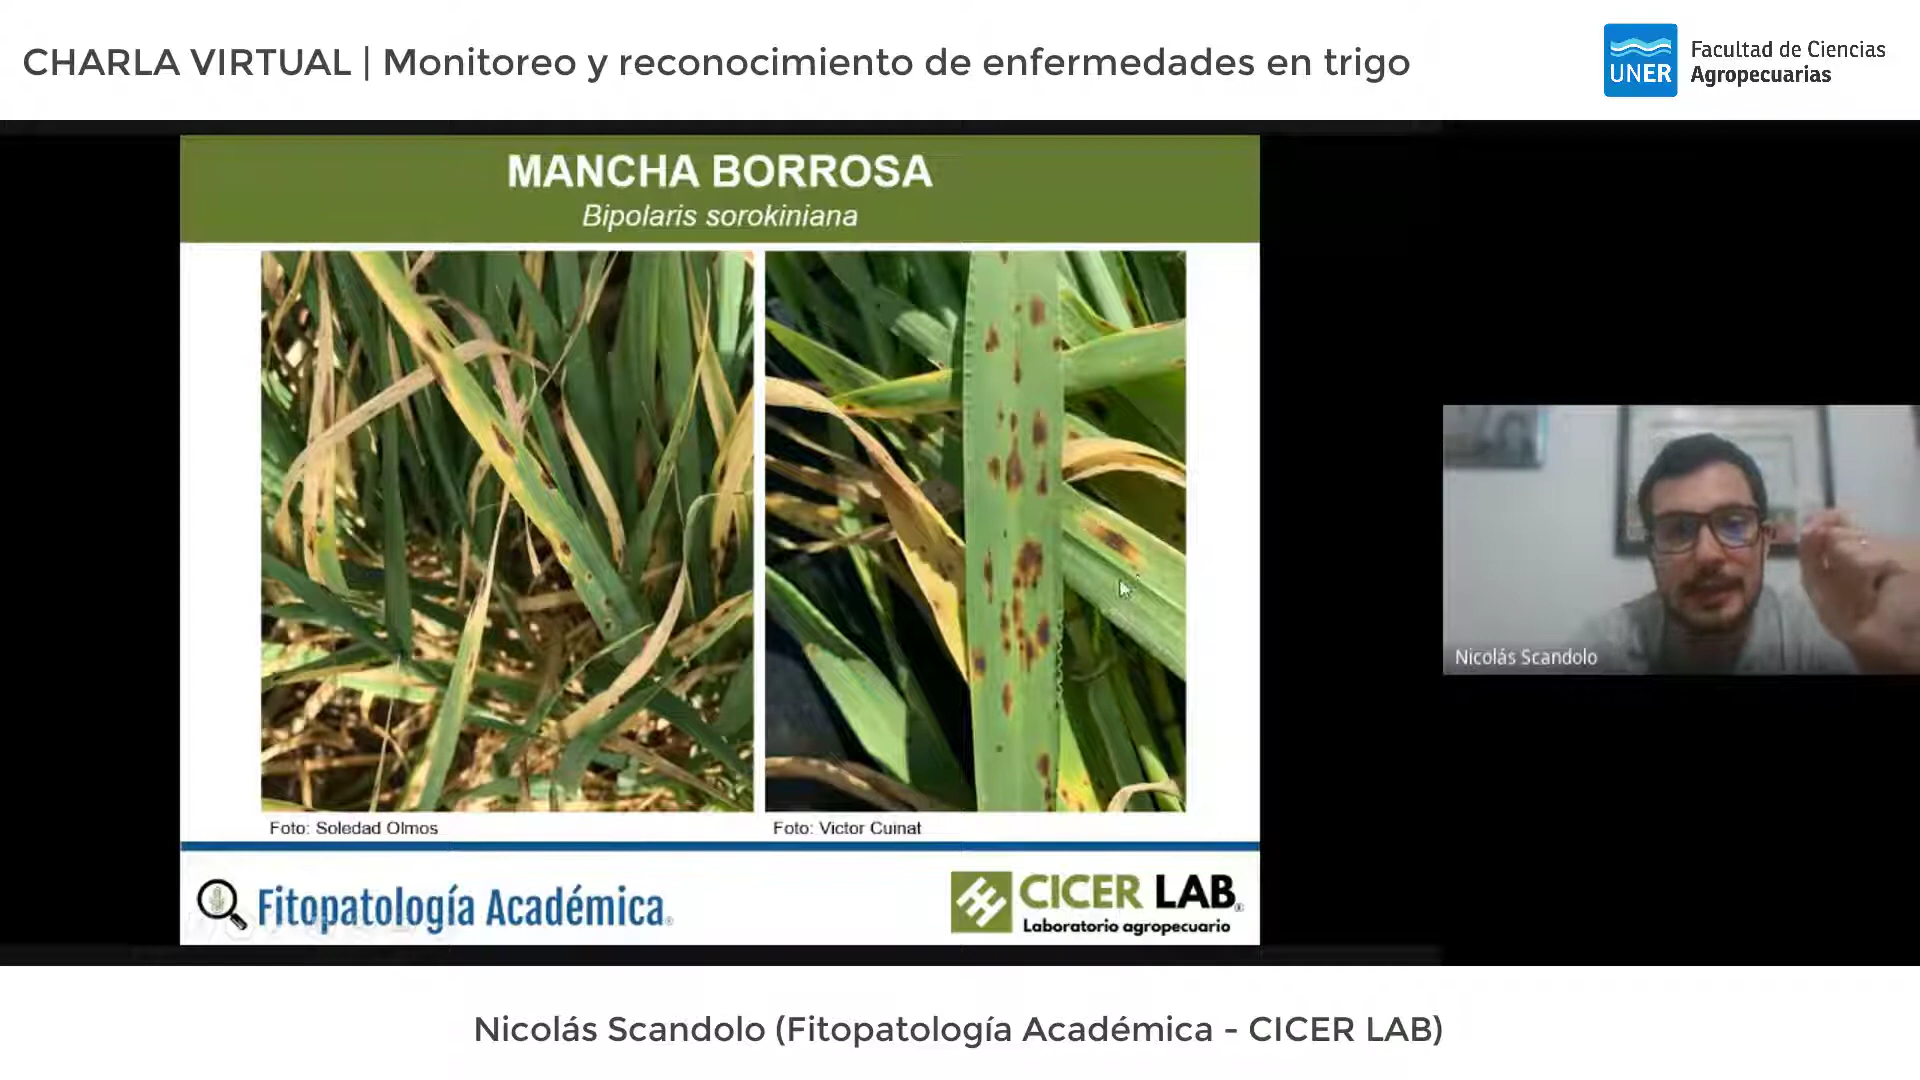 CHARLA VIRTUAL | Monitoreo y reconocimiento de enfermedades en trigo
UNER
Facultad de Ciencias
Agropecuarias
MANCHA BORROSA
Bipolaris sorokiniana
Foto: Soledad Olmos
Foto: Victor Cuinat
Nicolás Scandolo
Fitopatología Académica®
CICER LAB®
Laboratorio agropecuario
Nicolás Scandolo (Fitopatología Académica - CICER LAB)